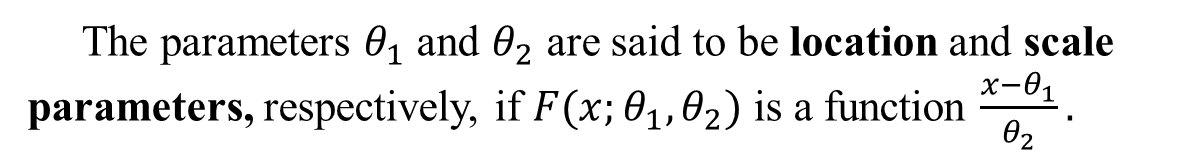 The parameters θ₁ and θ₂ are said to be location and scale
parameters, respectively, if F(x; θ₁, θ₂) is a function (x−θ₁)/θ₂.